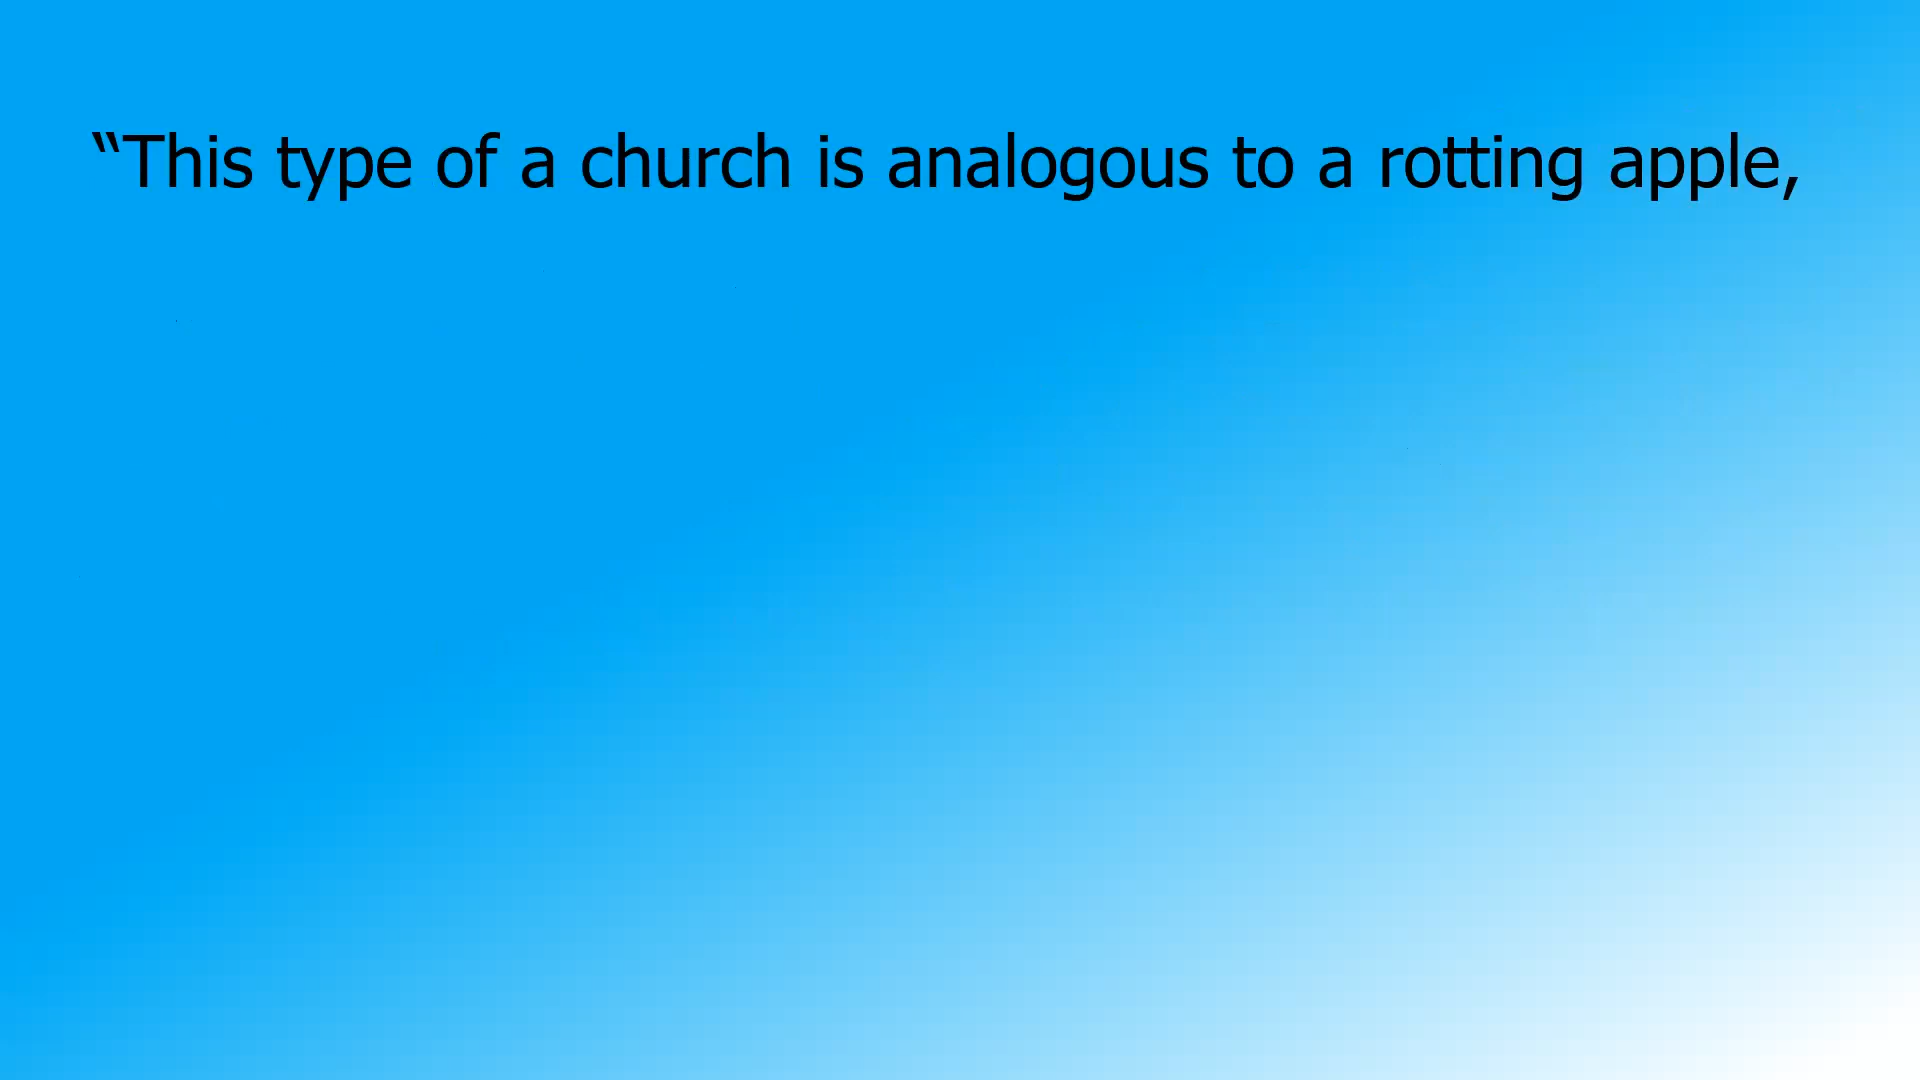 “This type of a church is analogous to a rotting apple,